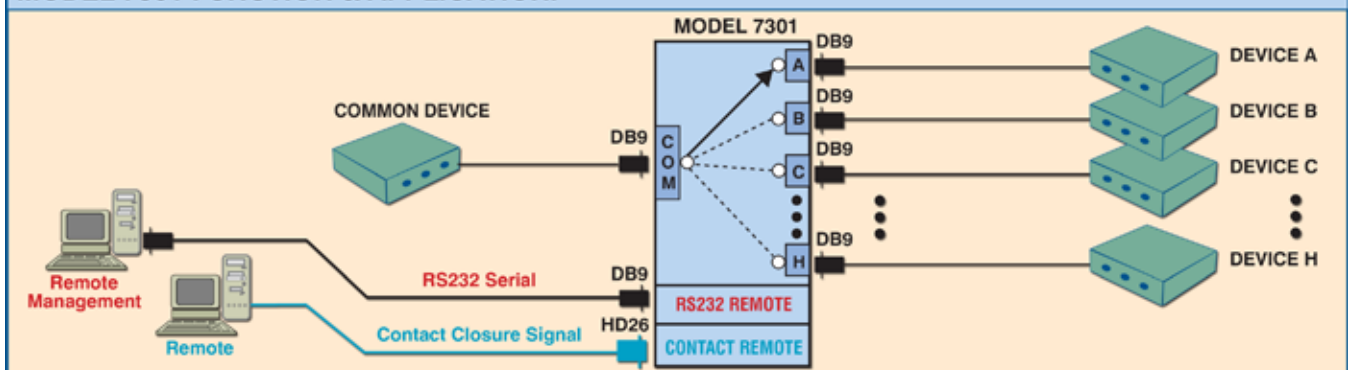 MODEL 7301
DB9
A
DEVICE A
COMMON DEVICE
DB9
COM
DB9
B
DEVICE B
DB9
C
DEVICE C
DB9
H
DEVICE H
Remote
Management
RS232 Serial
DB9
RS232 REMOTE
Remote
Contact Closure Signal
HD26
CONTACT REMOTE